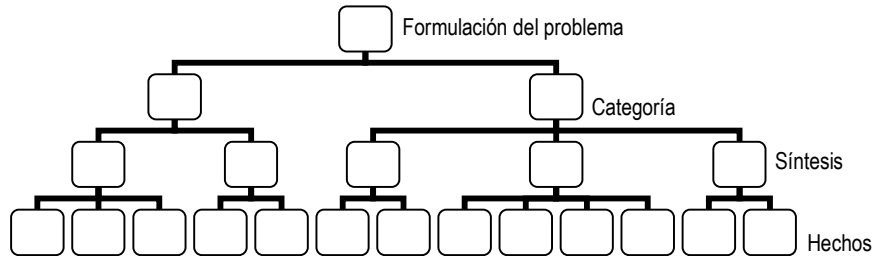 Formulación del problema
Categoría
Síntesis
Hechos